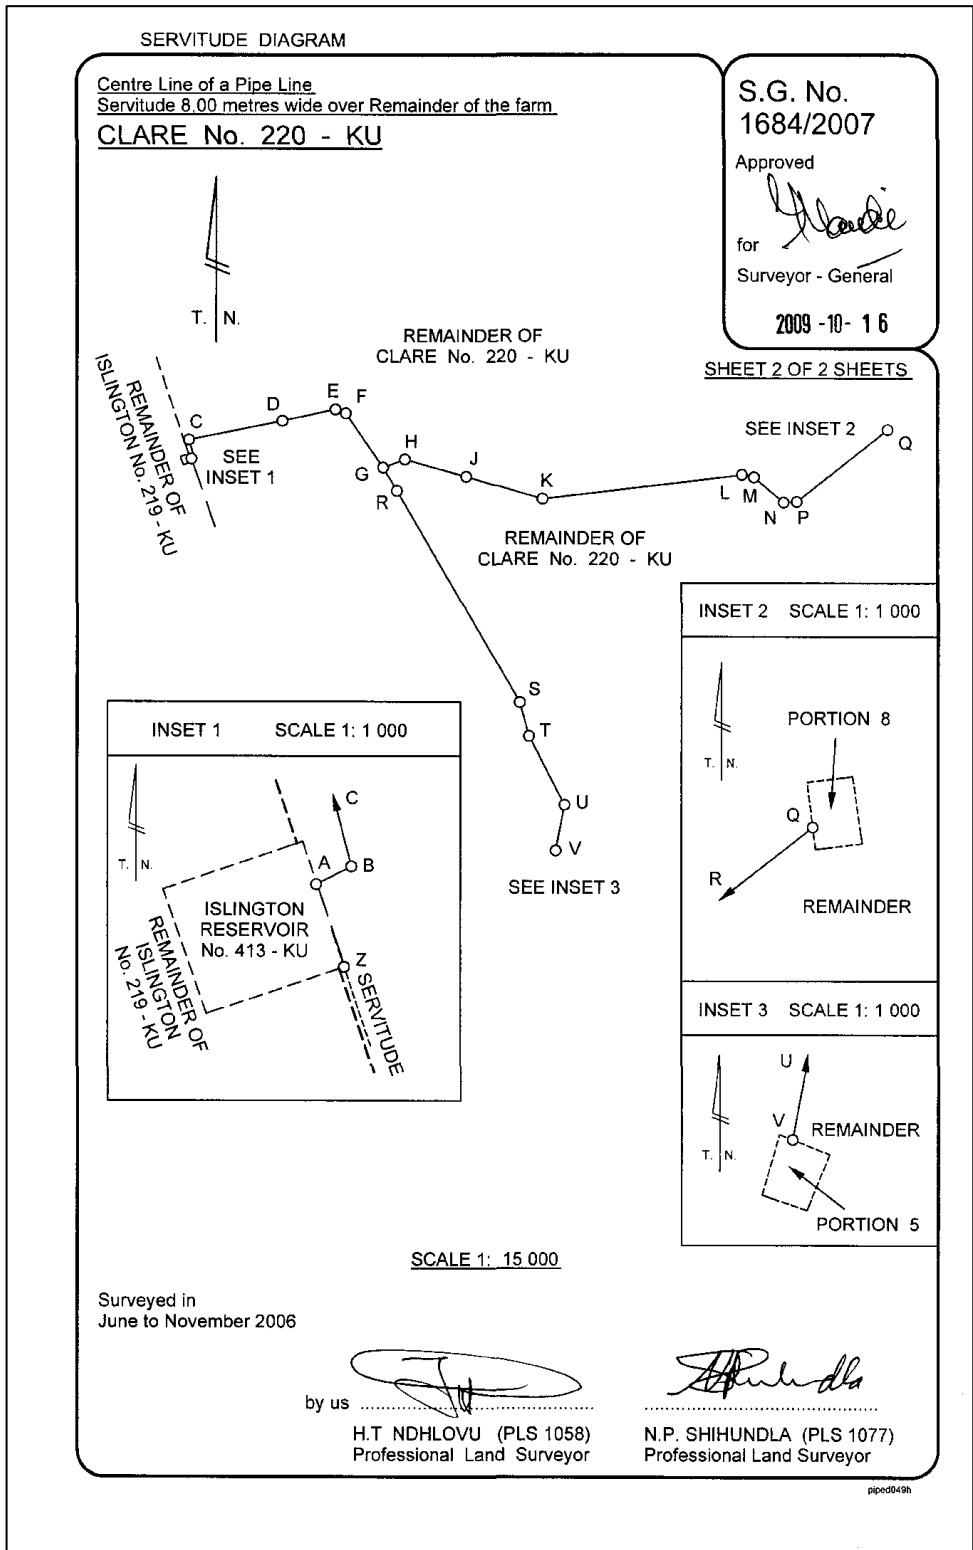 SERVITUDE DIAGRAM
Centre Line of a Pipe Line
Servitude 8,00 metres wide over Remainder of the farm
CLARE No. 220 - KU
S.G. No.
1684/2007
Approved
for
Surveyor - General
2009 -10- 16
SHEET 2 OF 2 SHEETS
T. N.
REMAINDER OF
CLARE No. 220 - KU
REMAINDER OF
ISLINGTON No. 219 - KU
C
D
E
F
SEE
INSET 1
G
H
J
K
R
L
M
N
P
Q
SEE INSET 2
REMAINDER OF
CLARE No. 220 - KU
S
T
U
V
SEE INSET 3
INSET 1 SCALE 1: 1 000
T. N.
C
A
B
ISLINGTON
RESERVOIR
No. 413 - KU
Z
SERVITUDE
REMAINDER OF
ISLINGTON
No. 219 - KU
INSET 2 SCALE 1: 1 000
T. N.
PORTION 8
Q
R
REMAINDER
INSET 3 SCALE 1: 1 000
T. N.
U
V
REMAINDER
PORTION 5
SCALE 1: 15 000
Surveyed in
June to November 2006
by us
H.T NDHLOVU (PLS 1058)
Professional Land Surveyor
N.P. SHIHUNDLA (PLS 1077)
Professional Land Surveyor
piped049h